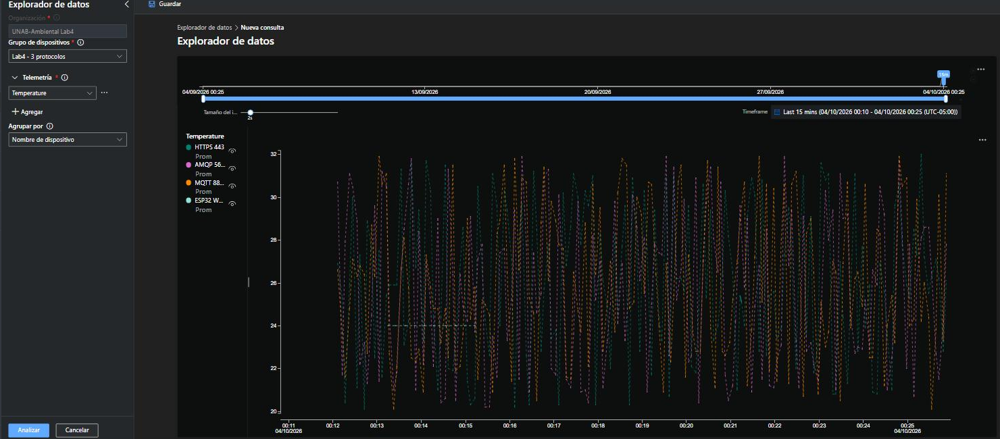 Explorador de datos
Guardar
Organización *
UNAB-Ambiental Lab4
Grupo de dispositivos *
Lab4 - 3 protocolos
Telemetría *
Temperature
Agregar
Agrupar por
Nombre de dispositivo
Analizar
Cancelar
Explorador de datos > Nueva consulta
Explorador de datos
15m
04/09/2026 00:25
13/09/2026
20/09/2026
27/09/2026
04/10/2026 00:25
Tamaño del i...
2s
Timeframe
Last 15 mins (04/10/2026 00:10 - 04/10/2026 00:25 (UTC-05:00))
Temperature
HTTPS 443
Prom
AMQP 56...
Prom
MQTT 88...
Prom
ESP32 W...
Prom
32
30
28
26
24
22
20
00:11
00:12
00:13
00:14
00:15
00:16
00:17
00:18
00:19
00:20
00:21
00:22
00:23
00:24
00:25
04/10/2026
04/10/2026